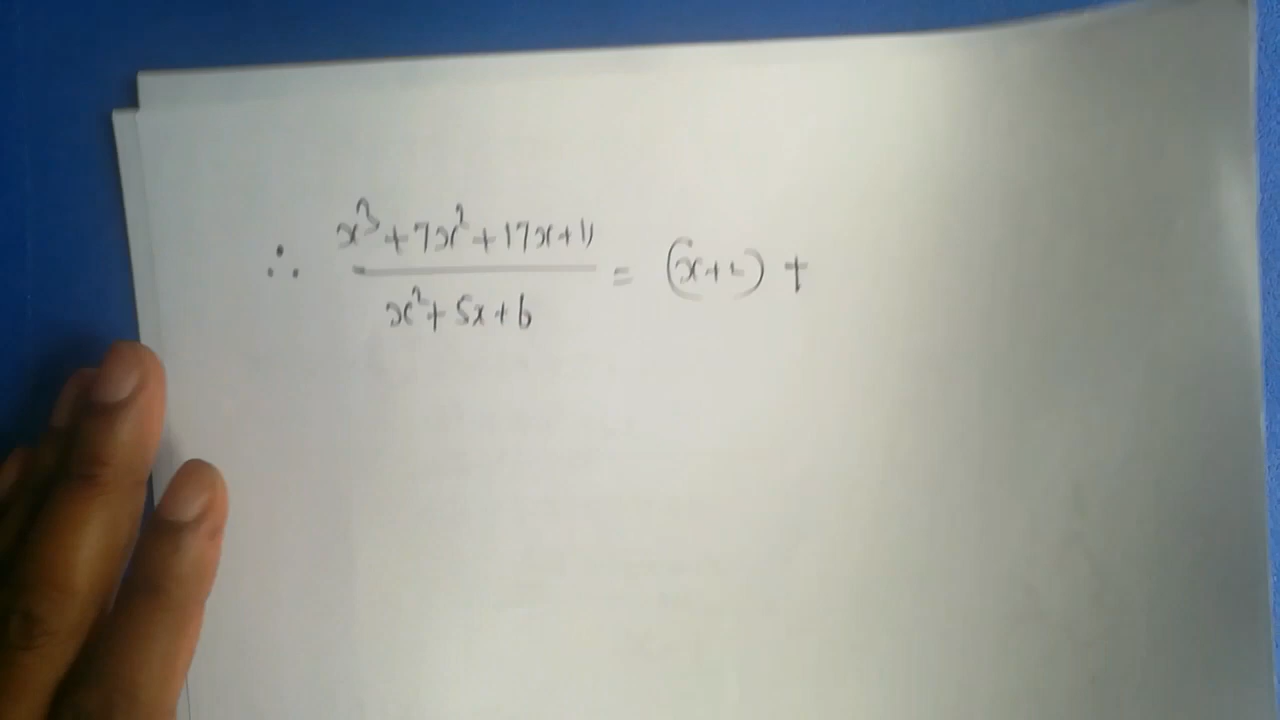 ∴ x³+7x²+17x+11 / x²+5x+6 = (x+2) +